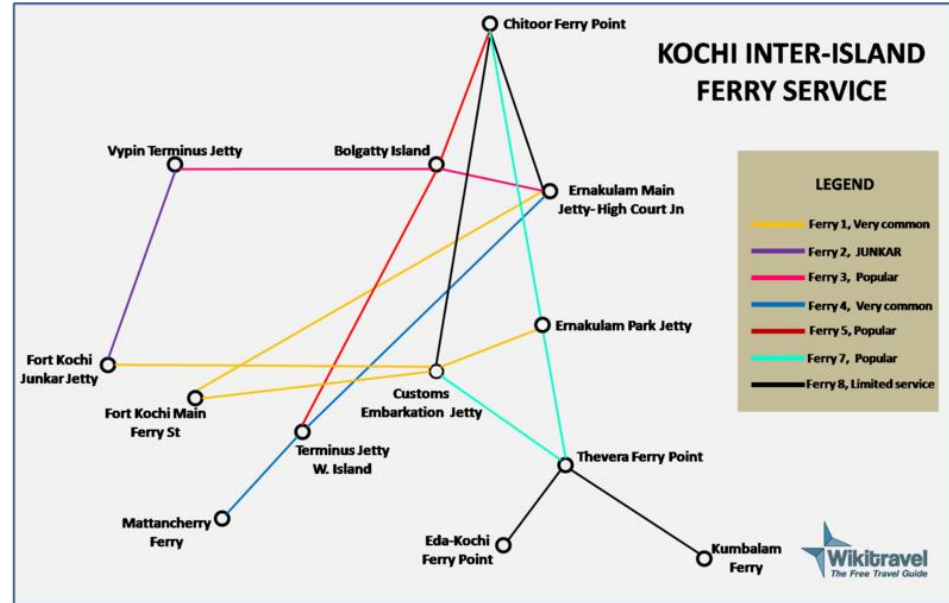 Chitoor Ferry Point
KOCHI INTER-ISLAND
FERRY SERVICE
Vypin Terminus Jetty
Bolgatty Island
Ernakulam Main
Jetty- High Court Jn
LEGEND
Ferry 1, Very common
Ferry 2, JUNKAR
Ferry 3, Popular
Ferry 4, Very common
Ferry 5, Popular
Ferry 7, Popular
Ferry 8, Limited service
Ernakulam Park Jetty
Fort Kochi
Junkar Jetty
Customs
Embarkation Jetty
Fort Kochi Main
Ferry St
Terminus Jetty
W. Island
Thevera Ferry Point
Mattancherry
Ferry
Eda-Kochi
Ferry Point
Kumbalam
Ferry
Wikitravel
The Free Travel Guide